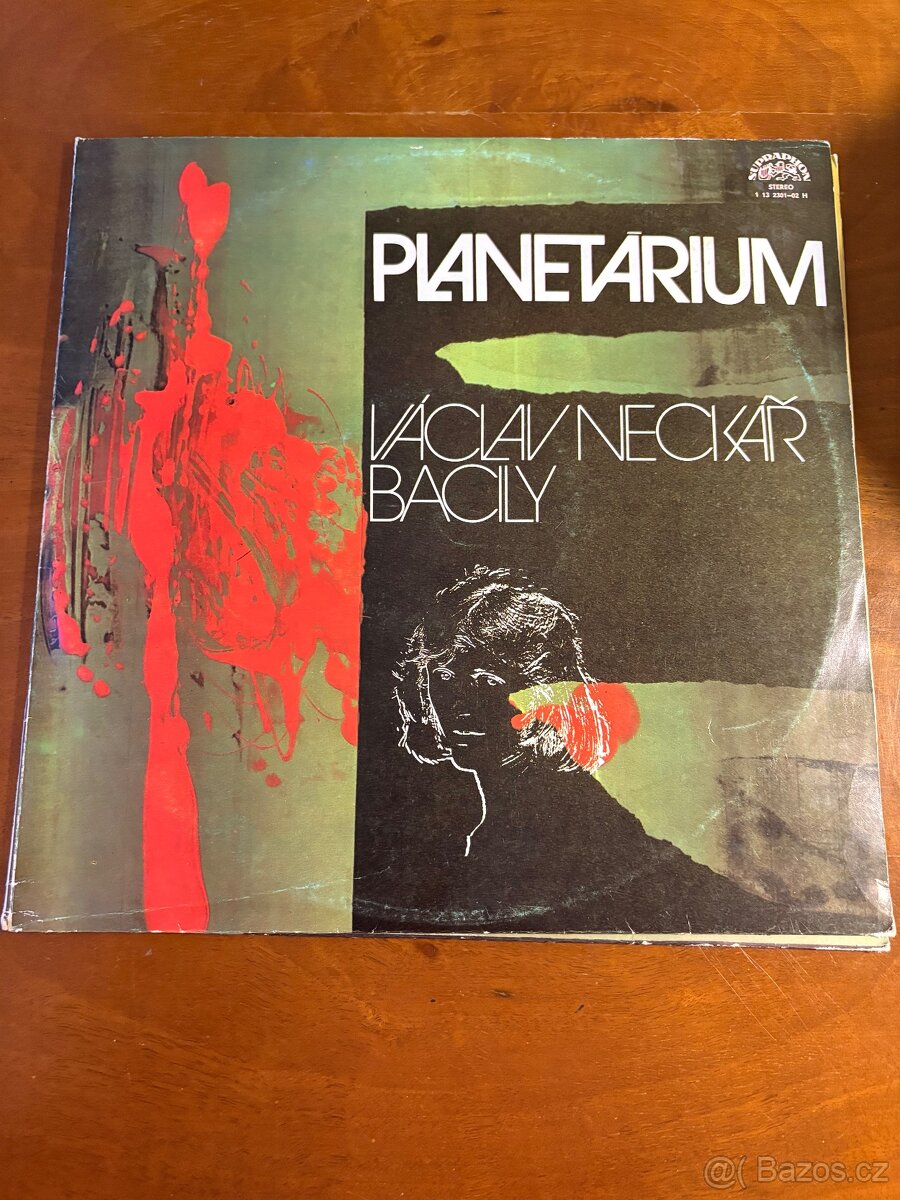 SUPRAPHON
STEREO
1 13 2301-02 H
PLANETÁRIUM
VÁCLAV NECKÁŘ
BACILY
@( Bazos.cz